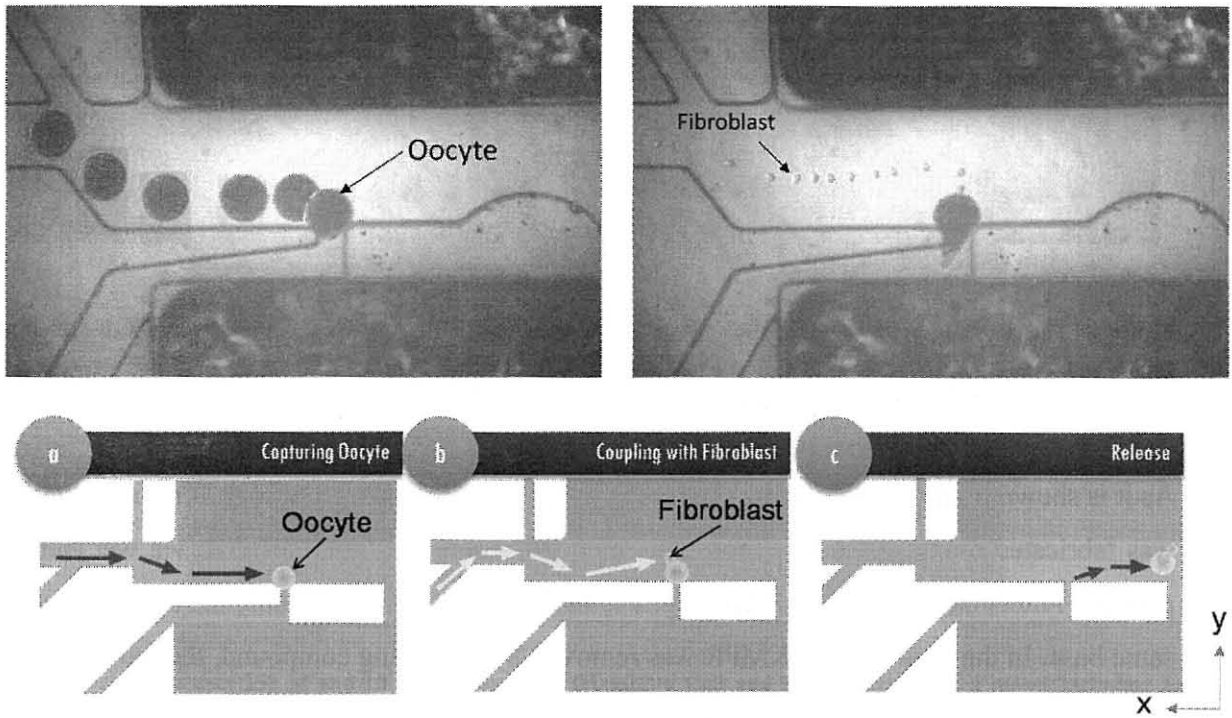 Oocyte
Fibroblast
a
Capturing Oocyte
b
Coupling with Fibroblast
c
Release
Oocyte
Fibroblast
y
x